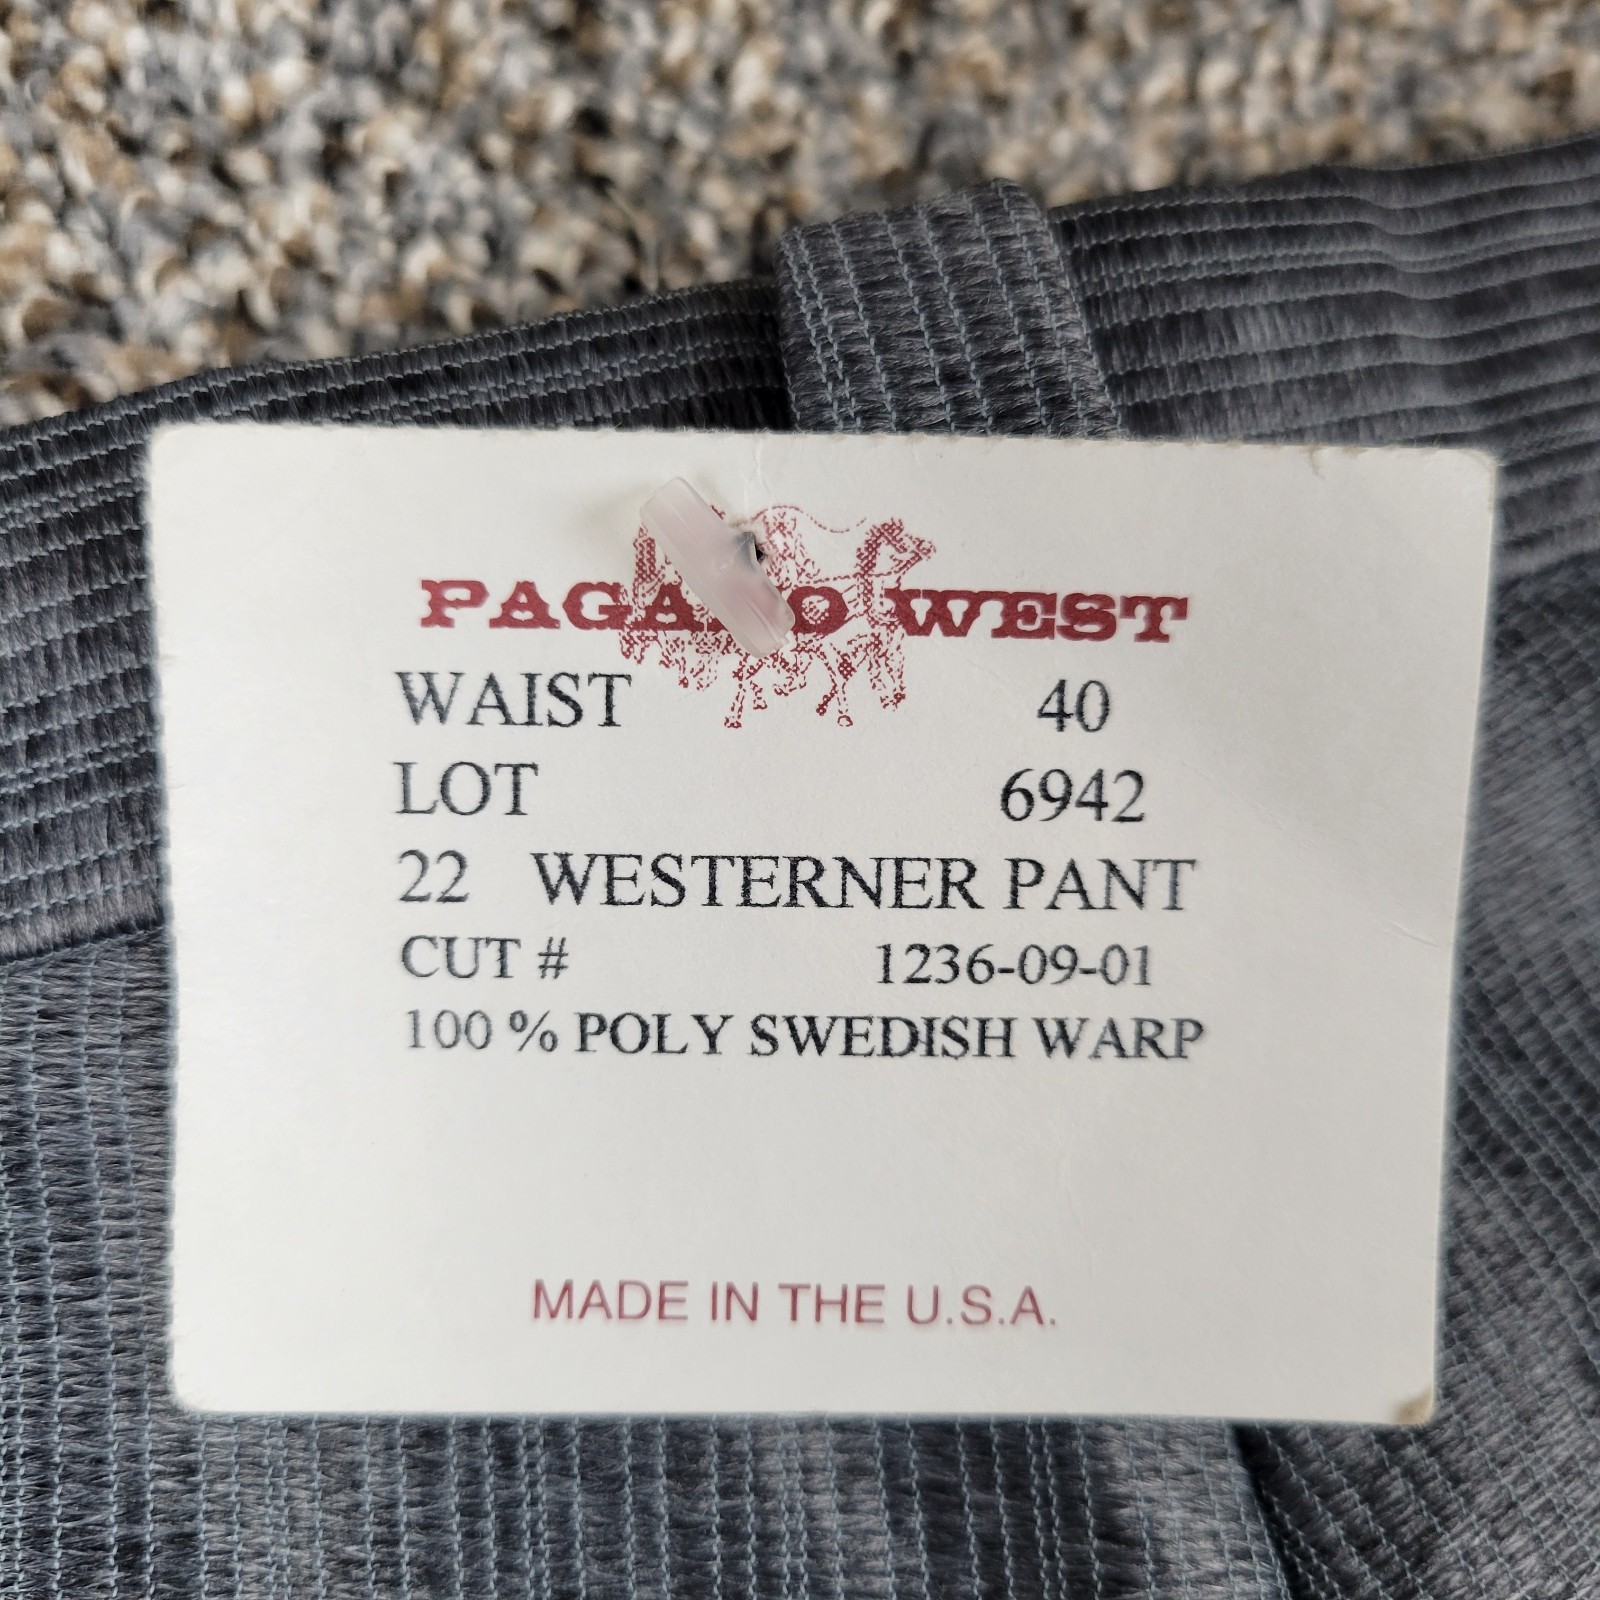 WEST
WAIST 40
LOT 6942
22 WESTERNER PANT
CUT # 1236-09-01
100 % POLY SWEDISH WARP
MADE IN THE U.S.A.